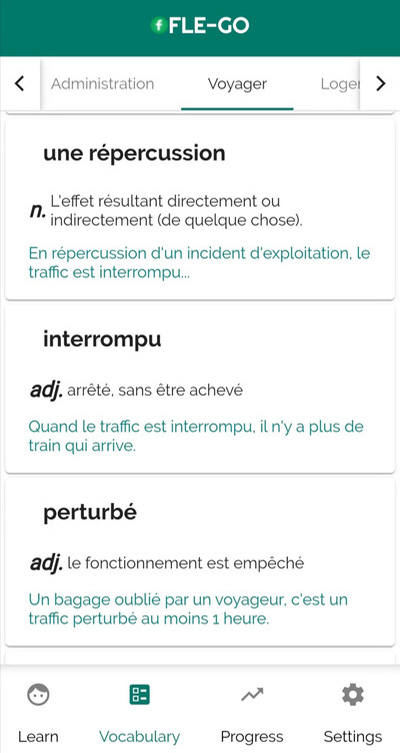 FLE-GO
Administration
Voyager
Loger
une répercussion
n. L'effet résultant directement ou
indirectement (de quelque chose).
En répercussion d'un incident d'exploitation, le
traffic est interrompu...
interrompu
adj. arrêté, sans être achevé
Quand le traffic est interrompu, il n'y a plus de
train qui arrive.
perturbé
adj. le fonctionnement est empêché
Un bagage oublié par un voyageur, c'est un
traffic perturbé au moins 1 heure.
Learn
Vocabulary
Progress
Settings